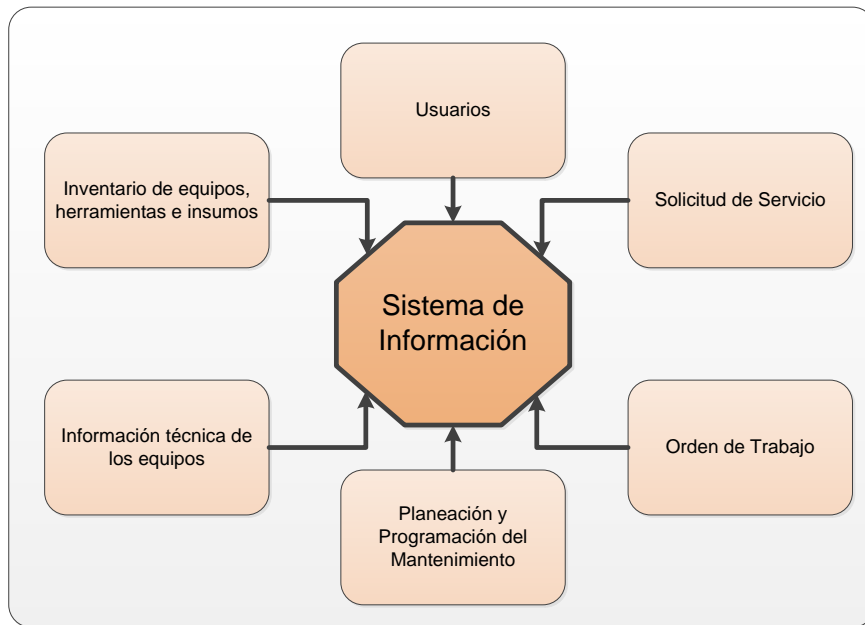 Usuarios
Inventario de equipos,
herramientas e insumos
Solicitud de Servicio
Sistema de
Información
Información técnica de
los equipos
Orden de Trabajo
Planeación y
Programación del
Mantenimiento